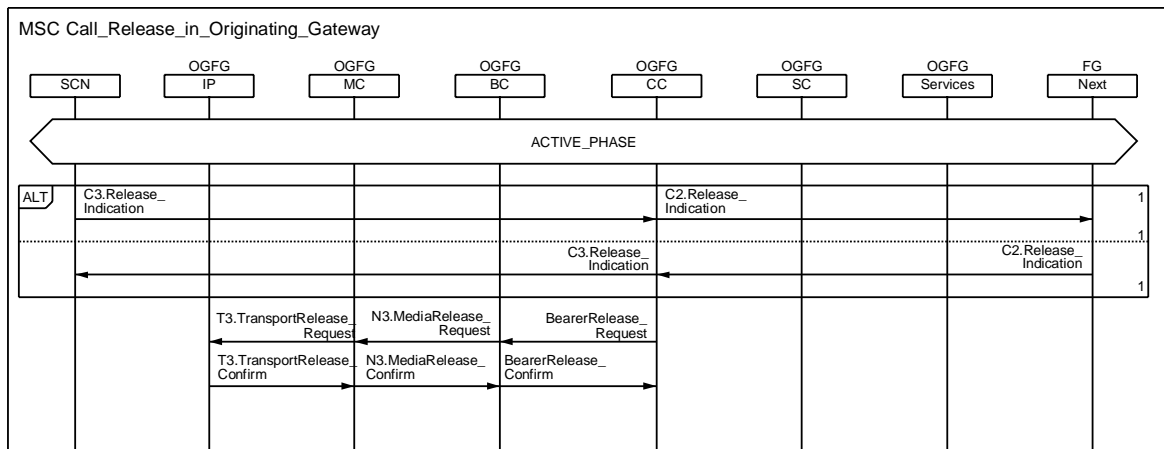 MSC Call_Release_in_Originating_Gateway
OGFG OGFG OGFG OGFG OGFG OGFG FG
SCN IP MC BC CC SC Services Next
ACTIVE_PHASE
ALT C3.Release_ C2.Release_ 1
Indication Indication
1
C3.Release_ C2.Release_
Indication Indication
1
T3.TransportRelease_ N3.MediaRelease_ BearerRelease_
Request Request Request
T3.TransportRelease_ N3.MediaRelease_ BearerRelease_
Confirm Confirm Confirm